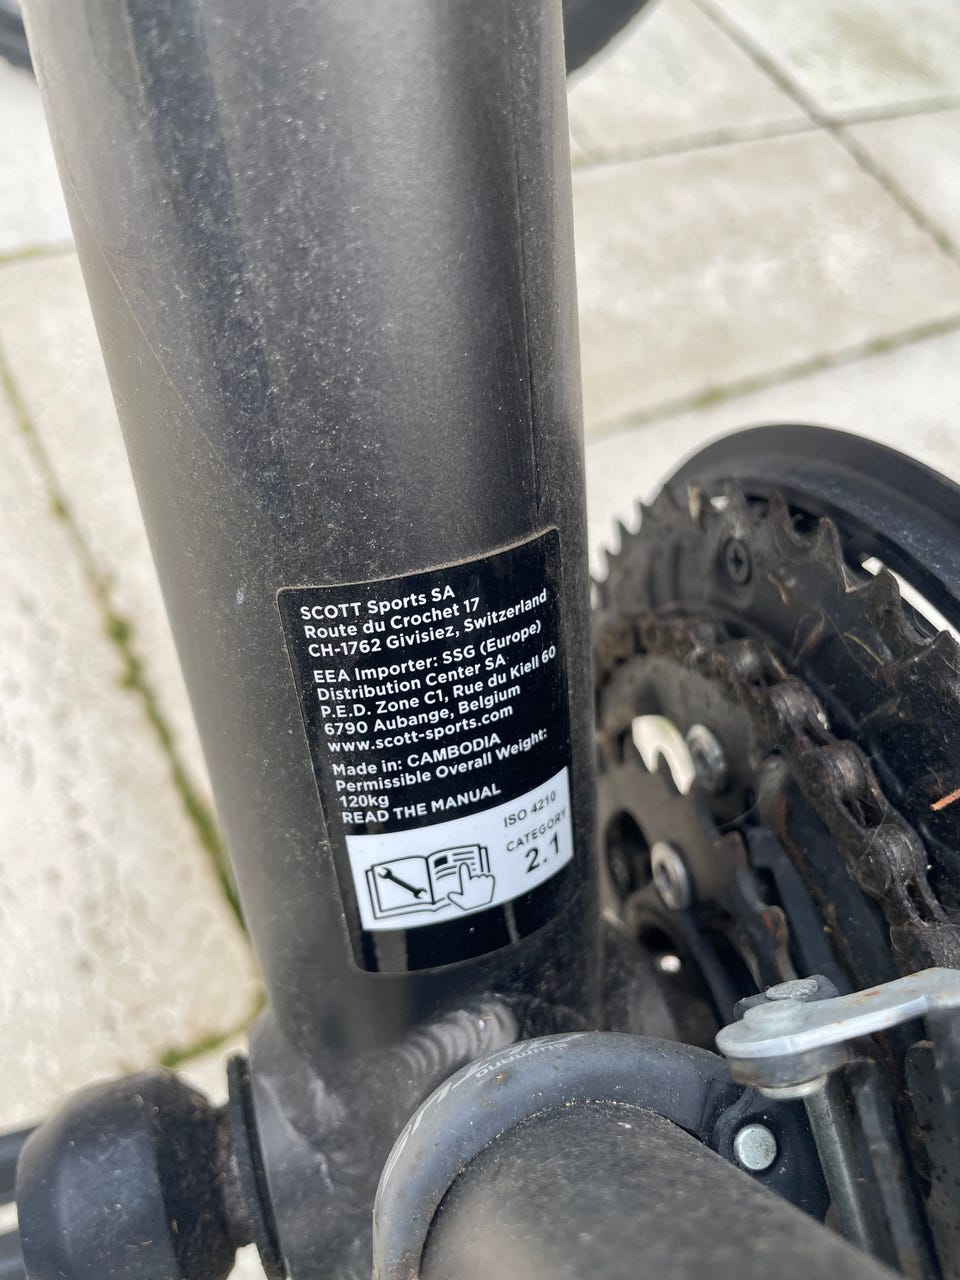 SCOTT Sports SA
Route du Crochet 17
CH-1762 Givisiez, Switzerland
EEA Importer: SSG (Europe)
Distribution Center SA
P.E.D. Zone C1, Rue du Kiell 60
6790 Aubange, Belgium
www.scott-sports.com
Made in: CAMBODIA
Permissible Overall Weight:
120kg
READ THE MANUAL
ISO 4210
CATEGORY
2.1
SHIMANO